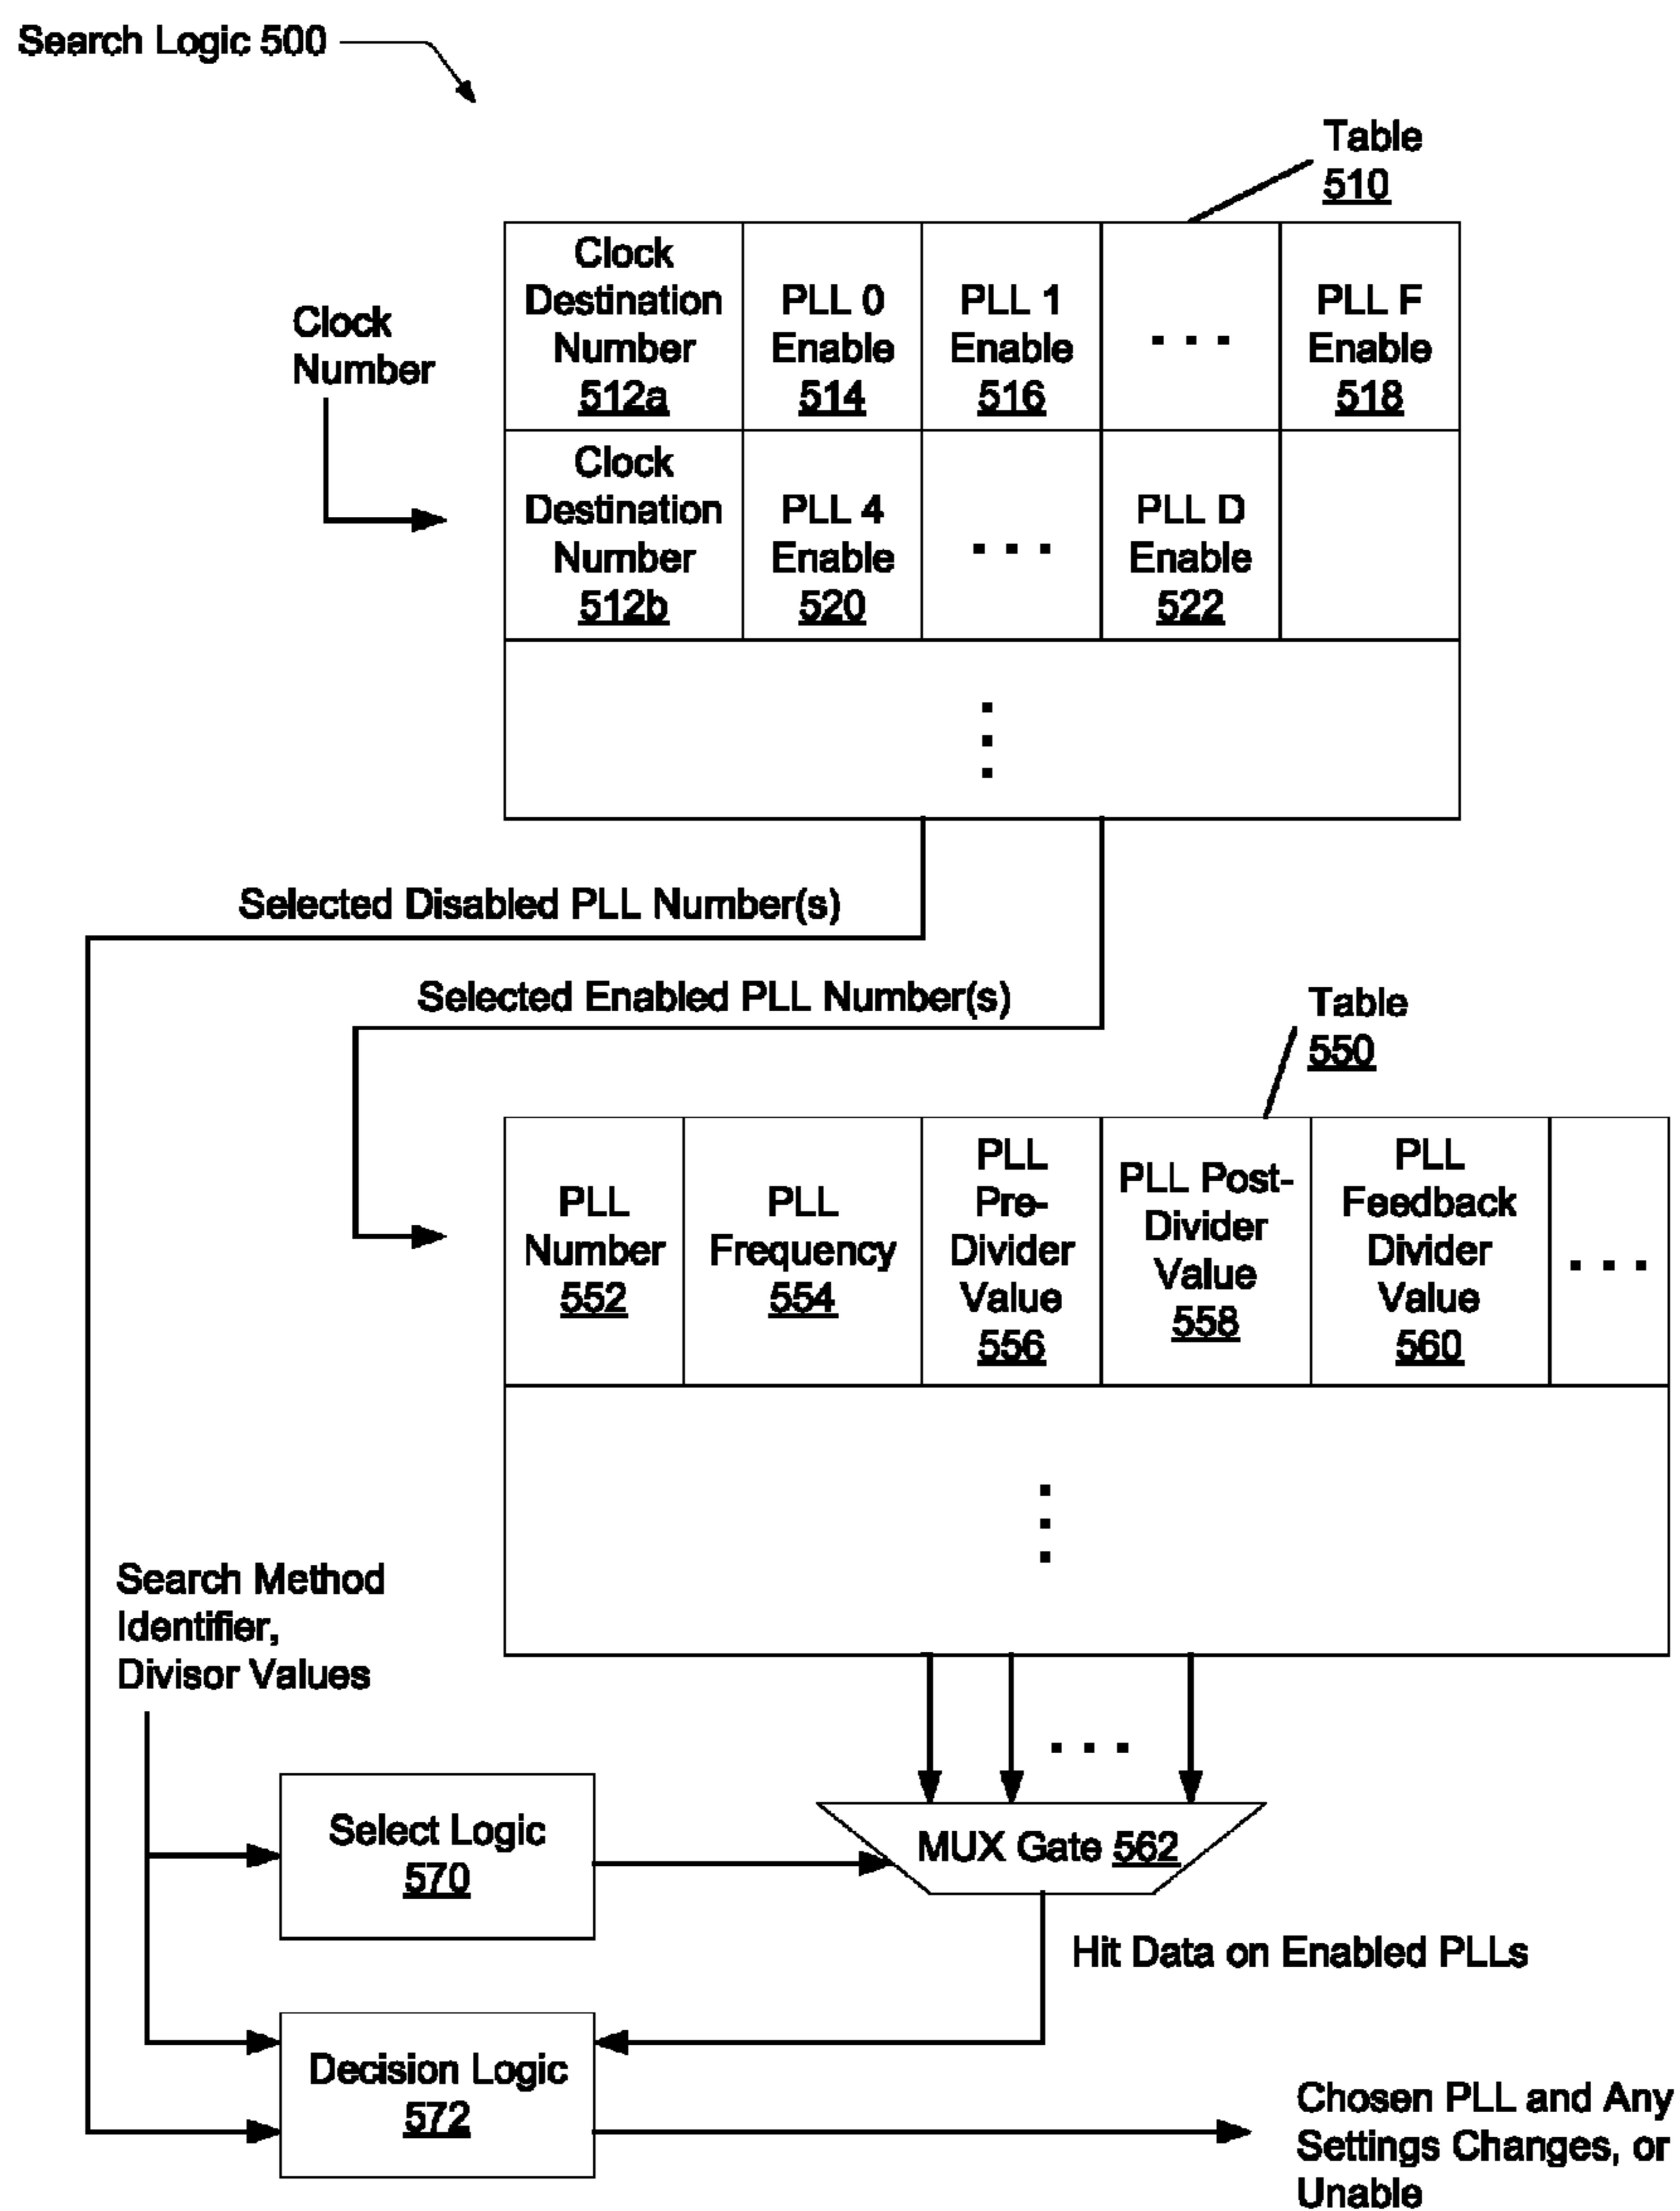 Search Logic 500
Table
510
Clock
Number
Clock
Destination
Number
512a
PLL 0
Enable
514
PLL 1
Enable
516
. . .
PLL F
Enable
518
Clock
Destination
Number
512b
PLL 4
Enable
520
. . .
PLL D
Enable
522
Selected Disabled PLL Number(s)
Selected Enabled PLL Number(s)
Table
550
PLL
Number
552
PLL
Frequency
554
PLL
Pre-
Divider
Value
556
PLL Post-
Divider
Value
558
PLL
Feedback
Divider
Value
560
. . .
Search Method
Identifier,
Divisor Values
. . .
Select Logic
570
MUX Gate 562
Hit Data on Enabled PLLs
Decision Logic
572
Chosen PLL and Any
Settings Changes, or
Unable